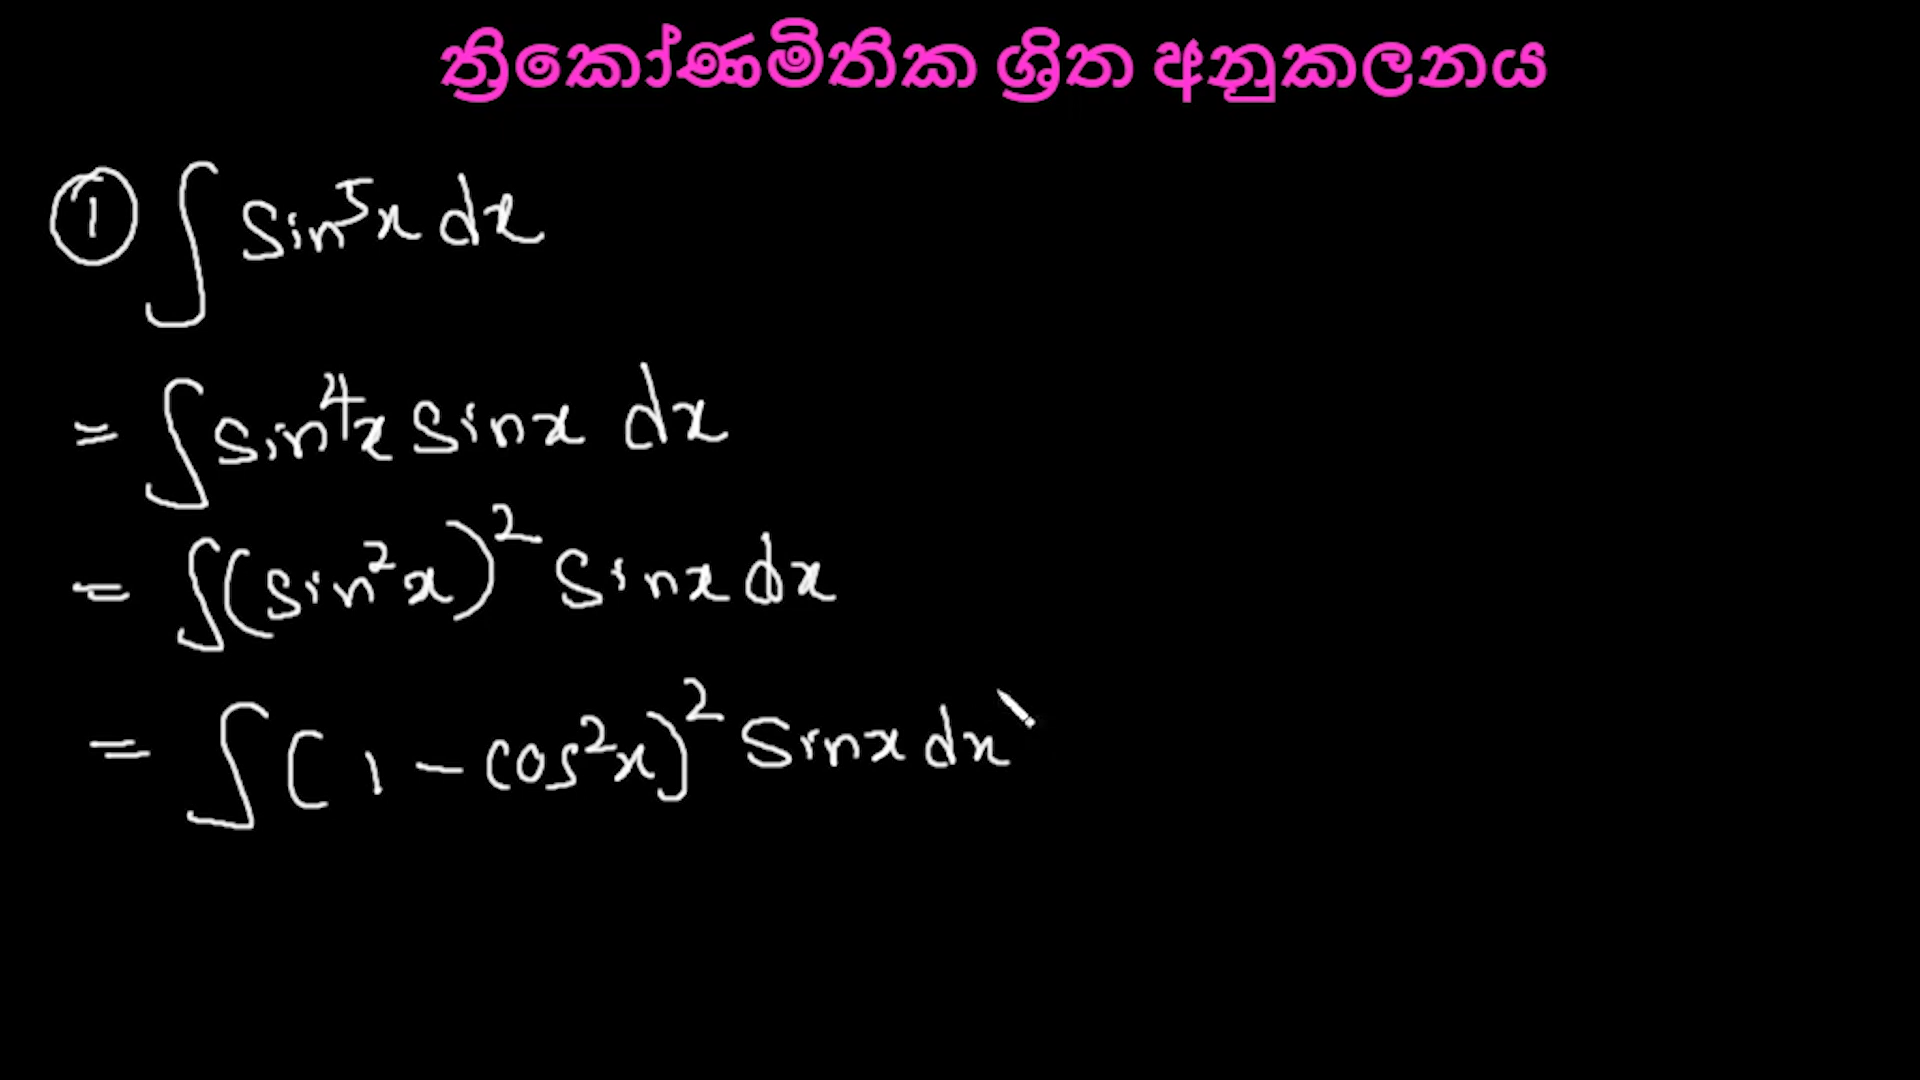 ත්‍රිකෝණමිතික ශ්‍රිත අනුකලනය
① ∫ sin⁵x dx
= ∫ sin⁴x sinx dx
= ∫ (sin²x)² sinx dx
= ∫ (1 - cos²x)² sinx dx